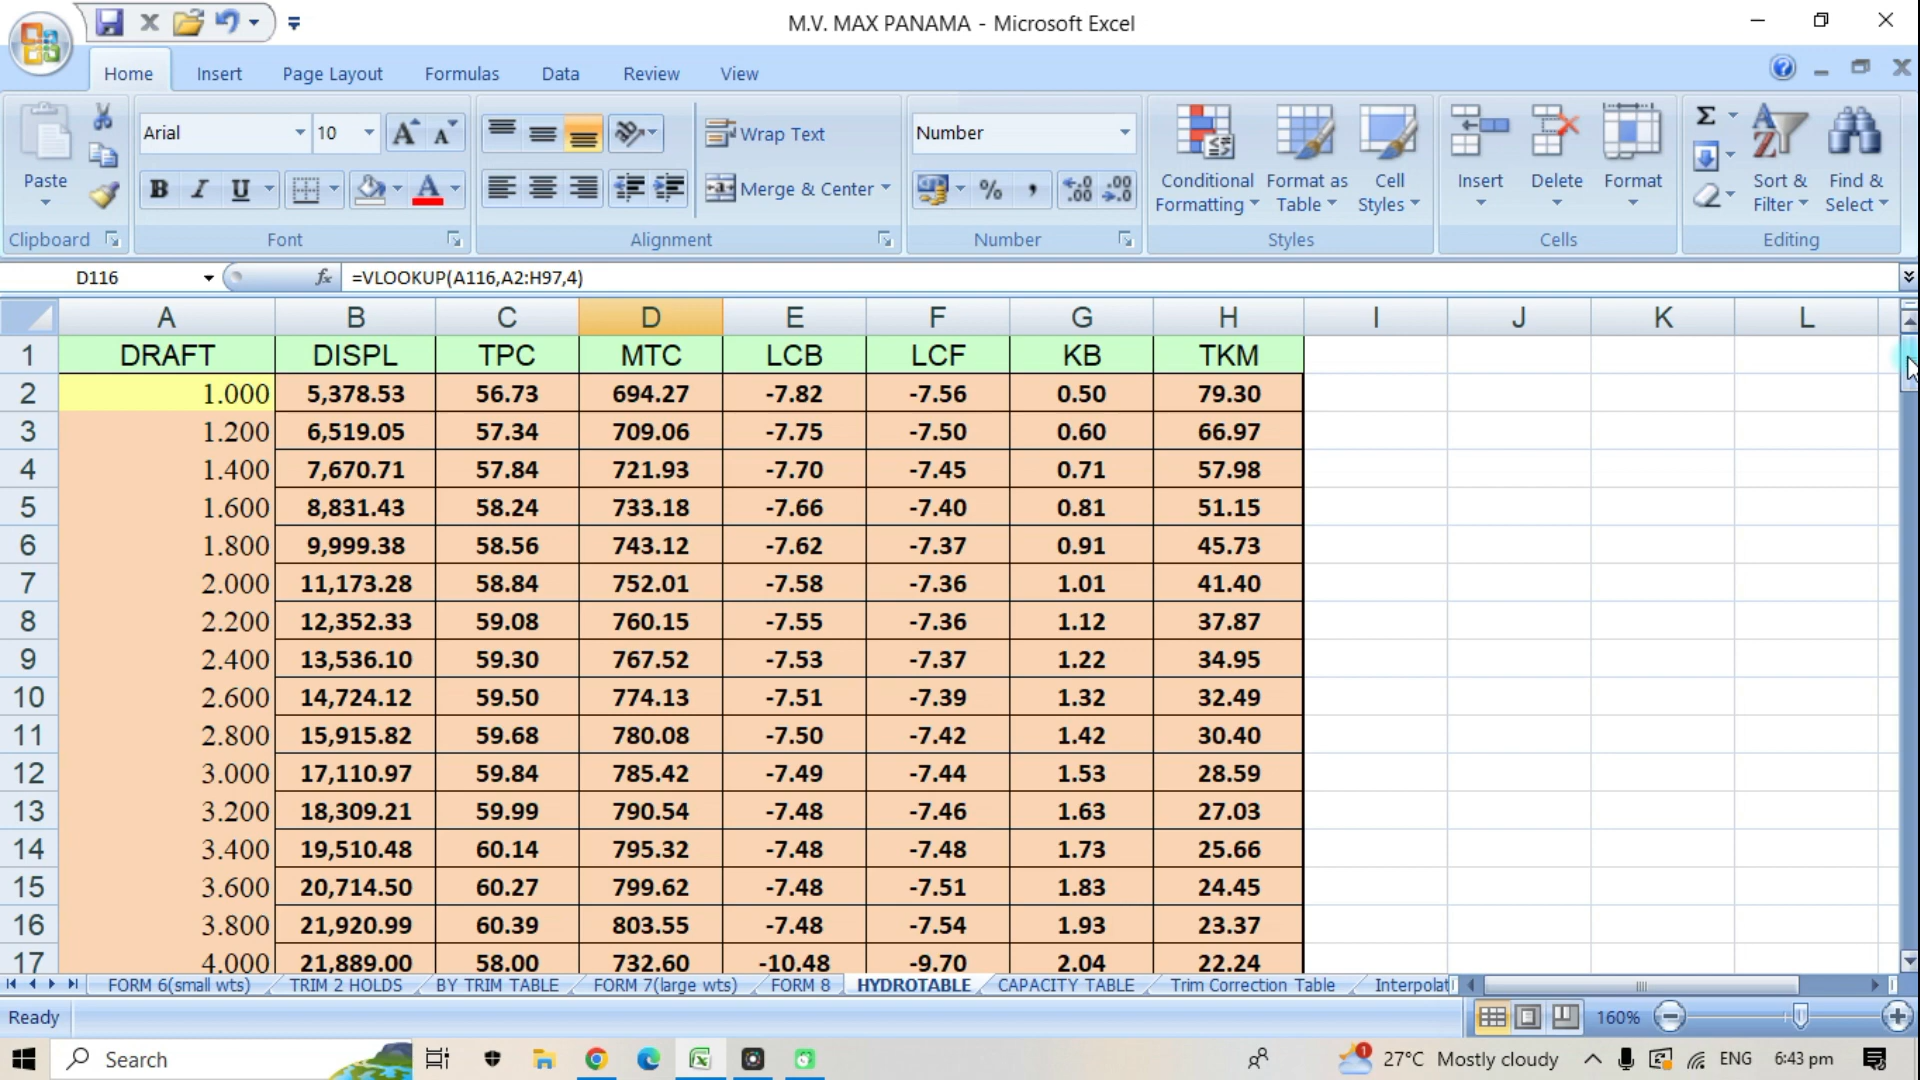 M.V. MAX PANAMA - Microsoft Excel
Home Insert Page Layout Formulas Data Review View
Paste
Clipboard
Arial 10
B I U
Font
Wrap Text
Merge & Center
Alignment
Number
%
Number
Conditional Formatting
Format as Table
Cell Styles
Styles
Insert Delete Format
Cells
Sort & Filter
Find & Select
Editing
D116 fx =VLOOKUP(A116,A2:H97,4)
A B C D E F G H I J K L
1 DRAFT DISPL TPC MTC LCB LCF KB TKM
2 1.000 5,378.53 56.73 694.27 -7.82 -7.56 0.50 79.30
3 1.200 6,519.05 57.34 709.06 -7.75 -7.50 0.60 66.97
4 1.400 7,670.71 57.84 721.93 -7.70 -7.45 0.71 57.98
5 1.600 8,831.43 58.24 733.18 -7.66 -7.40 0.81 51.15
6 1.800 9,999.38 58.56 743.12 -7.62 -7.37 0.91 45.73
7 2.000 11,173.28 58.84 752.01 -7.58 -7.36 1.01 41.40
8 2.200 12,352.33 59.08 760.15 -7.55 -7.36 1.12 37.87
9 2.400 13,536.10 59.30 767.52 -7.53 -7.37 1.22 34.95
10 2.600 14,724.12 59.50 774.13 -7.51 -7.39 1.32 32.49
11 2.800 15,915.82 59.68 780.08 -7.50 -7.42 1.42 30.40
12 3.000 17,110.97 59.84 785.42 -7.49 -7.44 1.53 28.59
13 3.200 18,309.21 59.99 790.54 -7.48 -7.46 1.63 27.03
14 3.400 19,510.48 60.14 795.32 -7.48 -7.48 1.73 25.66
15 3.600 20,714.50 60.27 799.62 -7.48 -7.51 1.83 24.45
16 3.800 21,920.99 60.39 803.55 -7.48 -7.54 1.93 23.37
17 4.000 21,889.00 58.00 732.60 -10.48 -9.70 2.04 22.24
FORM 6(small wts) TRIM 2 HOLDS BY TRIM TABLE FORM 7(large wts) FORM 8 HYDROTABLE CAPACITY TABLE Trim Correction Table Interpolat
Ready 160%
Search 1 27°C Mostly cloudy ENG 6:43 pm